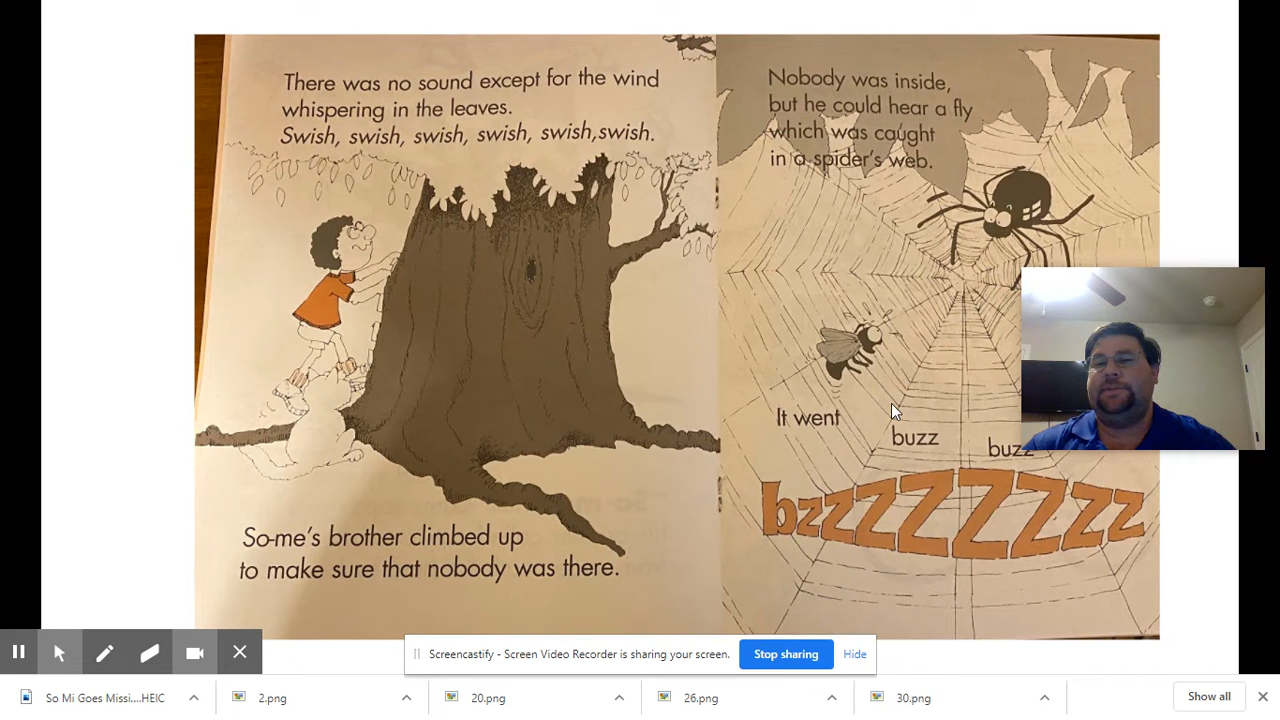 There was no sound except for the wind
whispering in the leaves.
Swish, swish, swish, swish, swish, swish.
So-me's brother climbed up
to make sure that nobody was there.
Nobody was inside,
but he could hear a fly
which was caught
in a spider's web.
It went
buzz
buzz
bzzzzzzzz
Screencastify - Screen Video Recorder is sharing your screen.
Stop sharing
Hide
So Mi Goes Missi....HEIC
2.png
20.png
26.png
30.png
Show all